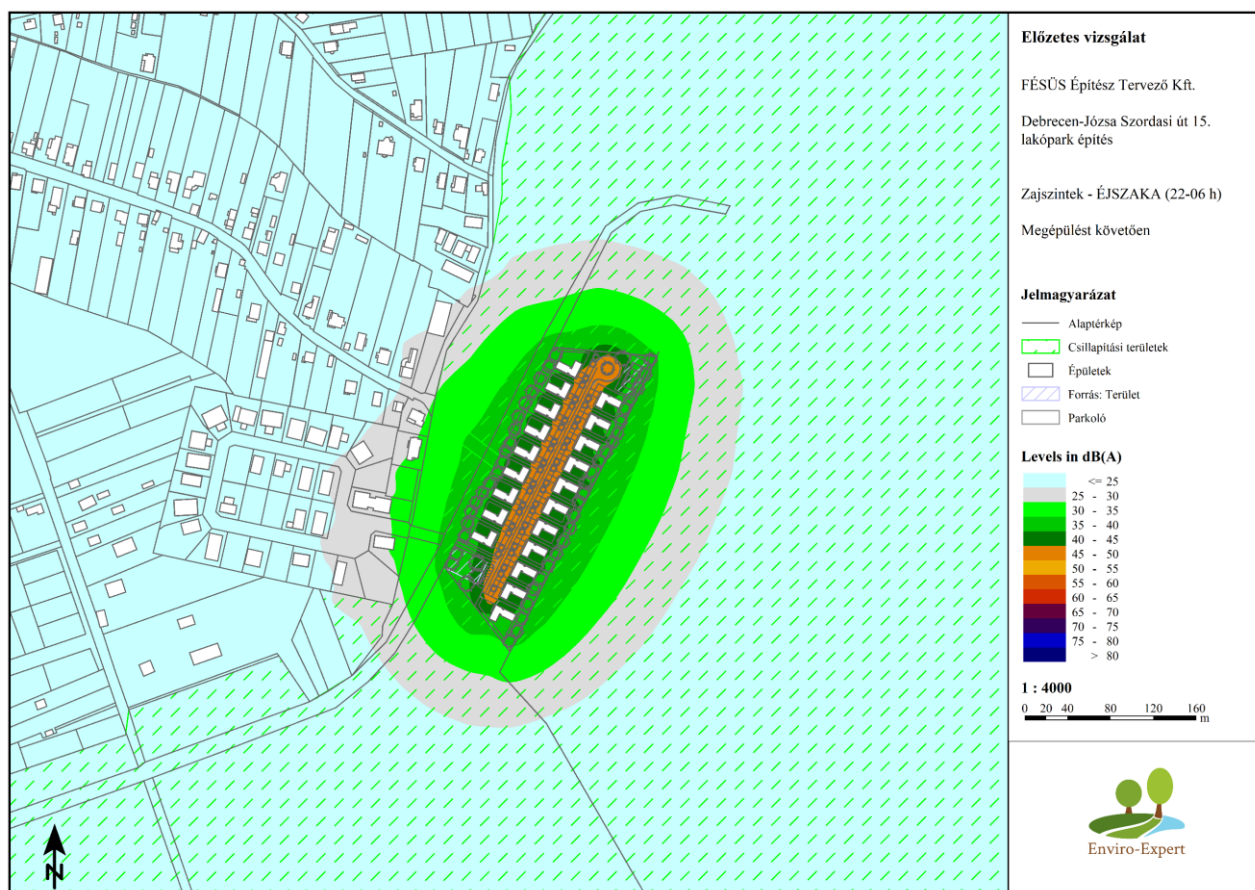 Előzetes vizsgálat
FÉSŰS Építész Tervező Kft.
Debrecen-Józsa Szordasi út 15.
lakópark építés
Zajszintek - ÉJSZAKA (22-06 h)
Megépülést követően
Jelmagyarázat
Alaptérkép
Csillapítási területek
Épületek
Forrás: Terület
Parkoló
Levels in dB(A)
<= 25
25 - 30
30 - 35
35 - 40
40 - 45
45 - 50
50 - 55
55 - 60
60 - 65
65 - 70
70 - 75
75 - 80
> 80
1 : 4000
0 20 40 80 120 160
m
Enviro-Expert
N